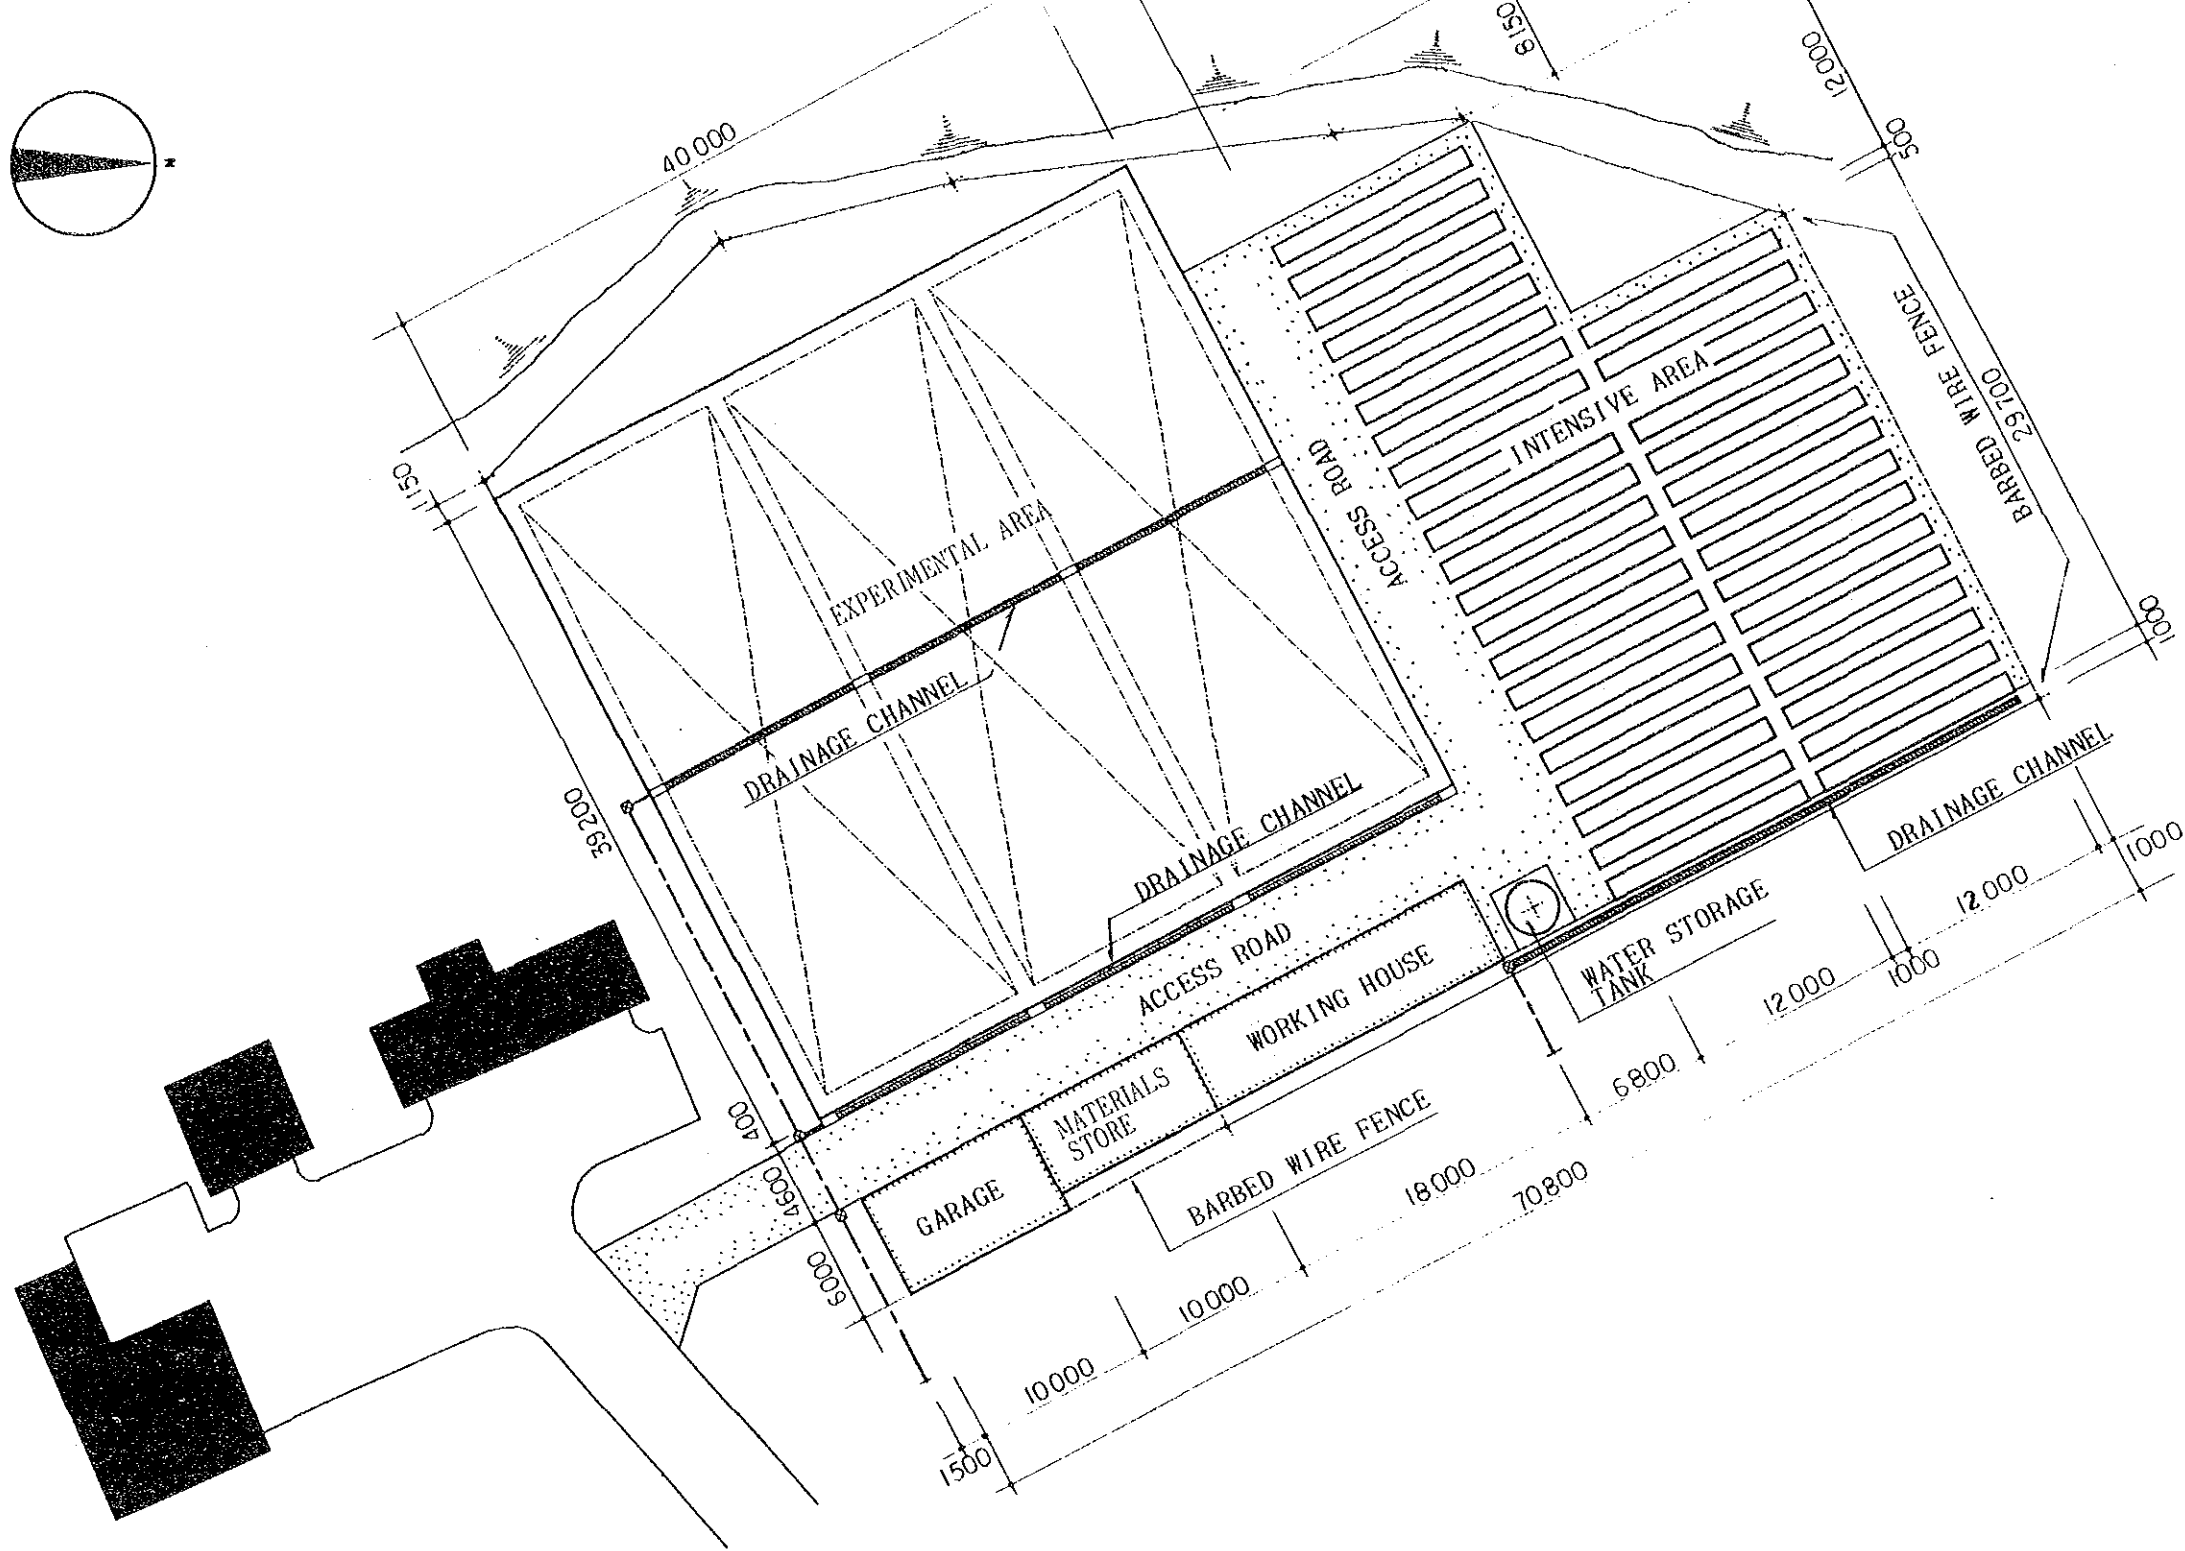 8150
12000
500
40000
N
1150
BARBED WIRE FENCE
29700
INTENSIVE AREA
ACCESS ROAD
EXPERIMENTAL AREA
DRAINAGE CHANNEL
1000
39200
DRAINAGE CHANNEL
DRAINAGE CHANNEL
1000
12000
WATER STORAGE
TANK
1000
12000
ACCESS ROAD
WORKING HOUSE
6800
400
MATERIALS
STORE
BARBED WIRE FENCE
4600
GARAGE
18000
70800
6000
10000
10000
1500